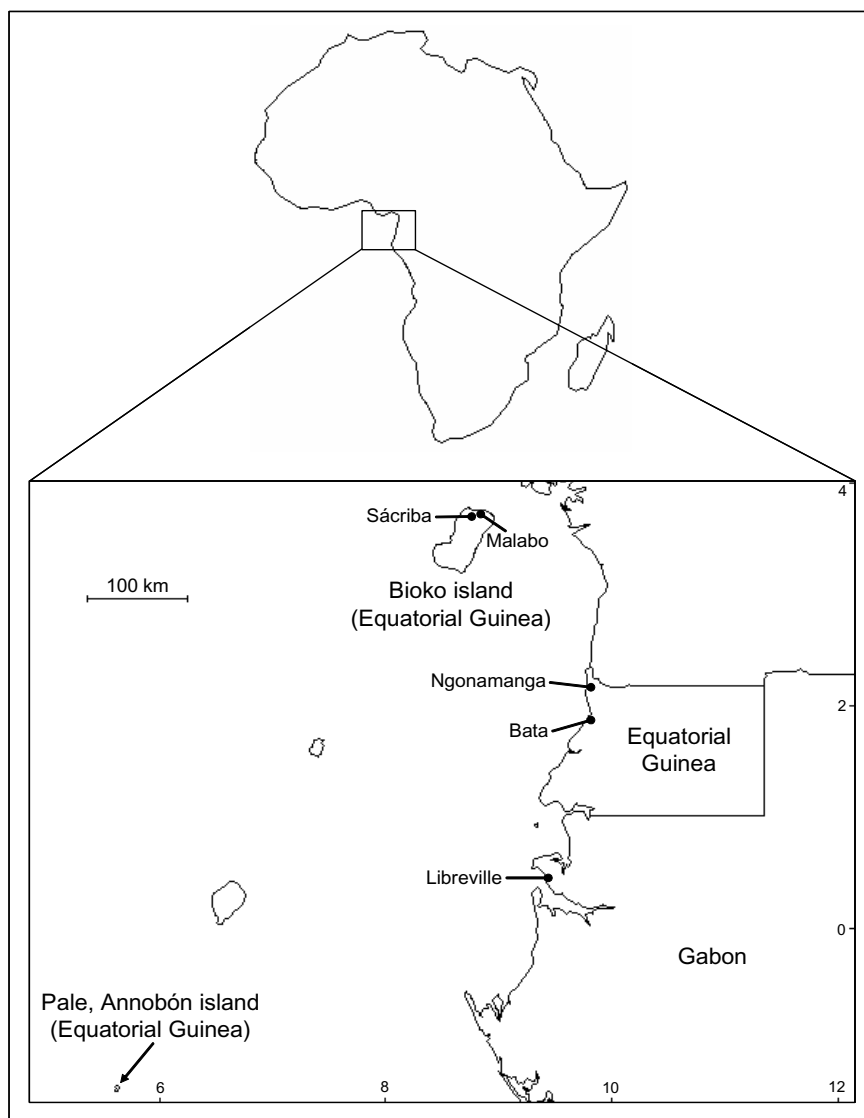 4
Sácriba
Malabo
100 km
Bioko island
(Equatorial Guinea)
Ngonamanga
2
Bata
Equatorial
Guinea
Libreville
0
Gabon
Pale, Annobón island
(Equatorial Guinea)
6
8
10
12